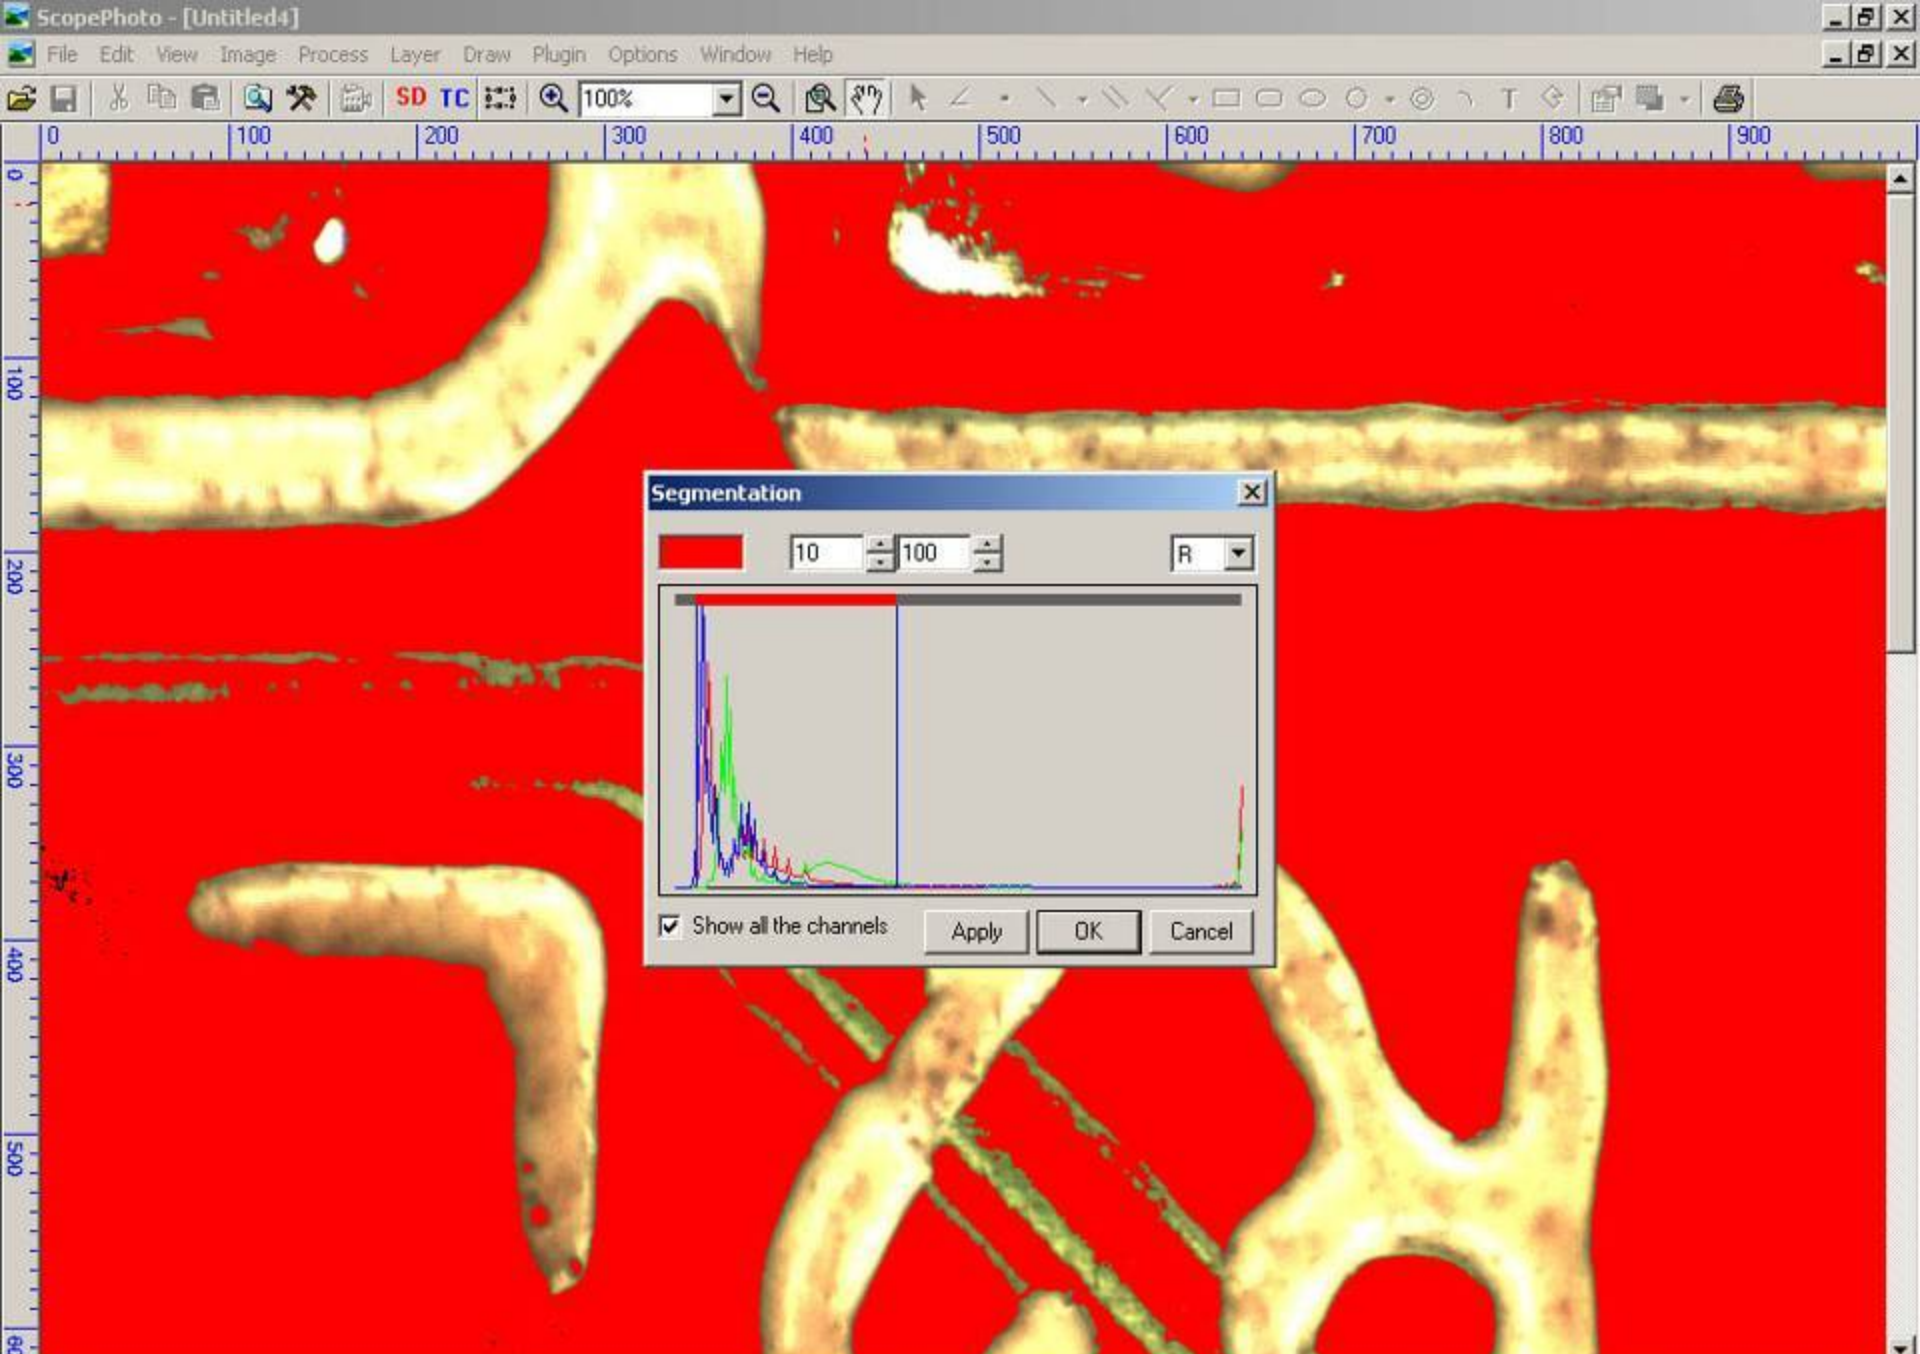 ScopePhoto - [Untitled4]
File Edit View Image Process Layer Draw Plugin Options Window Help
SD TC 100% T
0 100 200 300 400 500 600 700 800 900
0
100
200
300
400
500
Segmentation
10 100 R
Show all the channels Apply OK Cancel